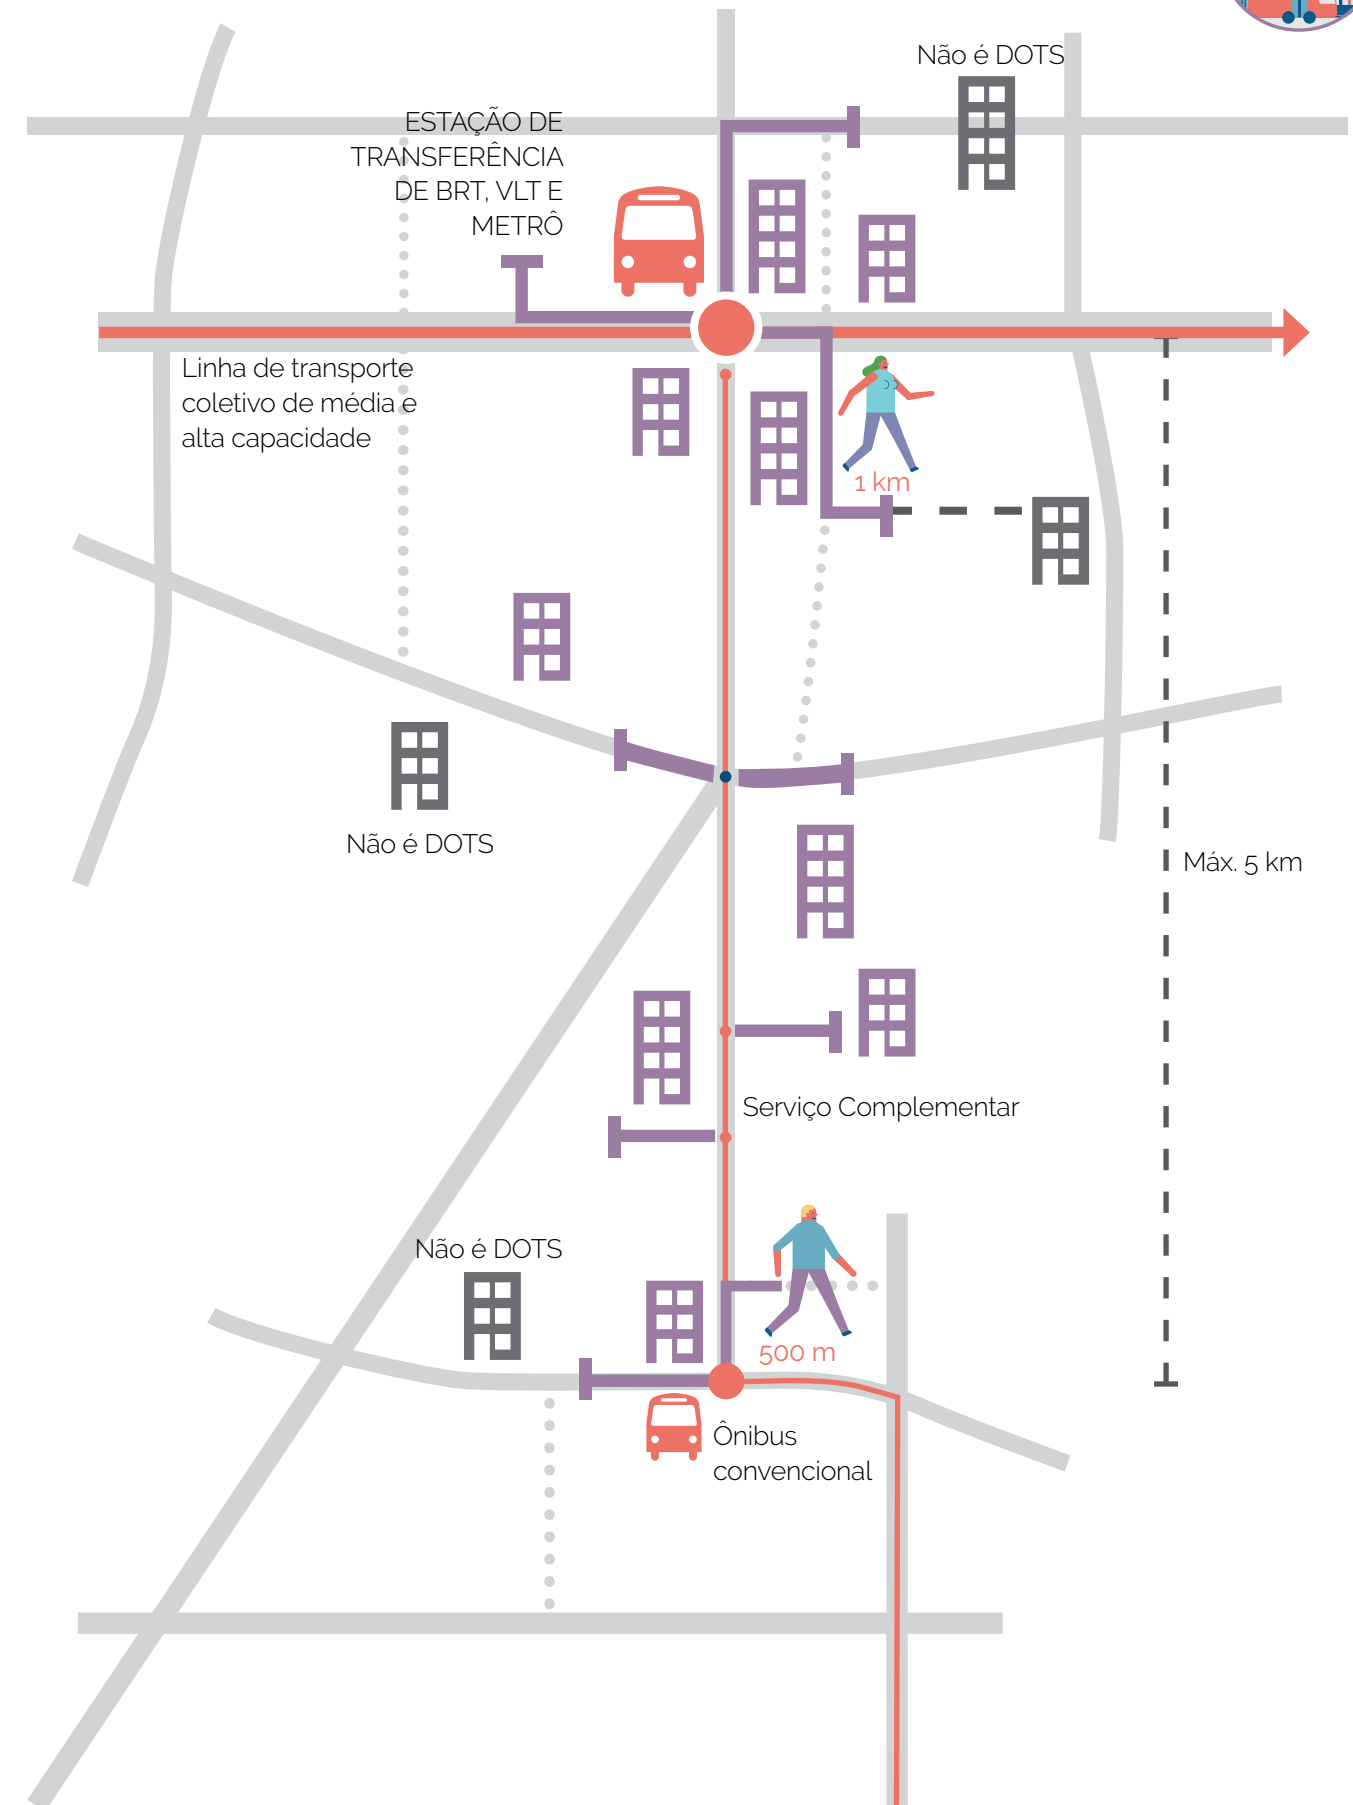 Não é DOTS
ESTAÇÃO DE
TRANSFERÊNCIA
DE BRT, VLT E
METRÔ
Linha de transporte
coletivo de média e
alta capacidade
1 km
Não é DOTS
Máx. 5 km
Serviço Complementar
Não é DOTS
500 m
Ônibus
convencional